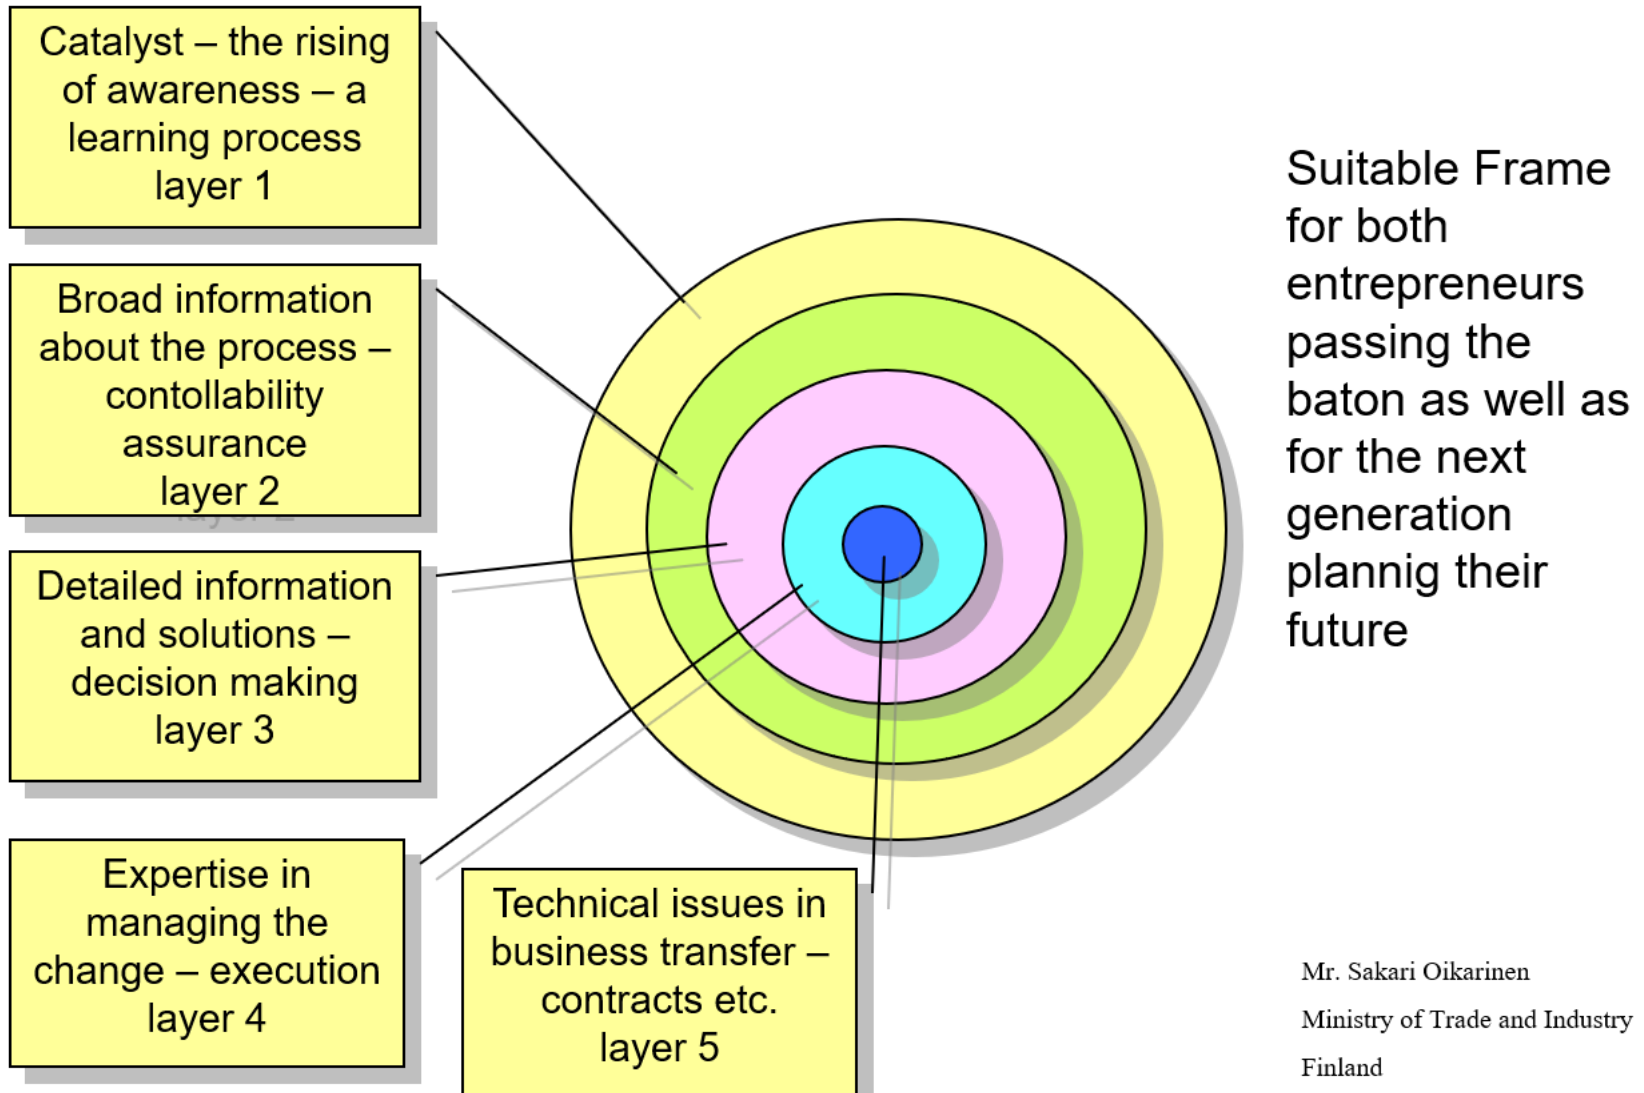 Catalyst – the rising
of awareness – a
learning process
layer 1
Broad information
about the process –
contollability
assurance
layer 2
Detailed information
and solutions –
decision making
layer 3
Expertise in
managing the
change – execution
layer 4
Technical issues in
business transfer –
contracts etc.
layer 5
Suitable Frame
for both
entrepreneurs
passing the
baton as well as
for the next
generation
plannig their
future
Mr. Sakari Oikarinen
Ministry of Trade and Industry
Finland